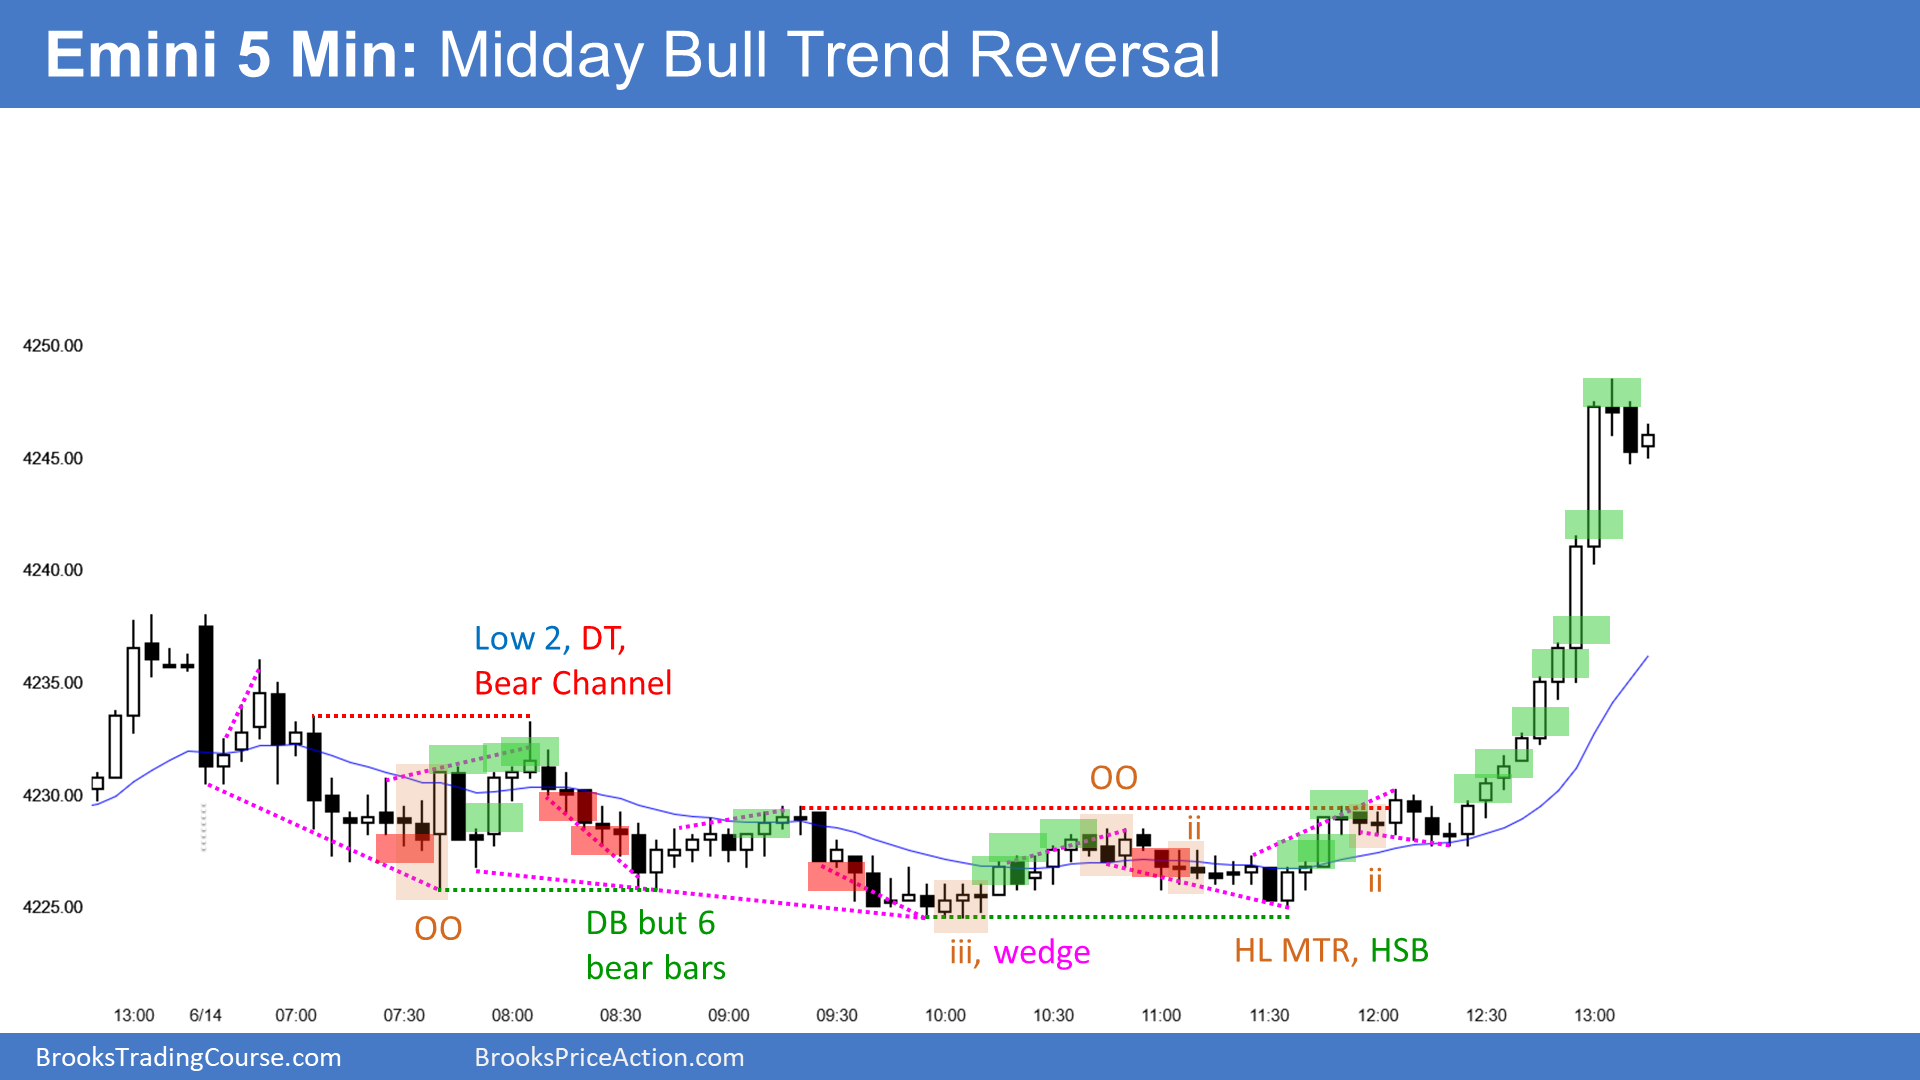 Emini 5 Min: Midday Bull Trend Reversal
4250.00
4245.00
4240.00
4235.00
4230.00
4225.00
Low 2, DT,
Bear Channel
OO
DB but 6
bear bars
iii, wedge
OO
ii
HL MTR, HSB
ii
13:00 6/14 07:00 07:30 08:00 08:30 09:00 09:30 10:00 10:30 11:00 11:30 12:00 12:30 13:00
BrooksTradingCourse.com BrooksPriceAction.com